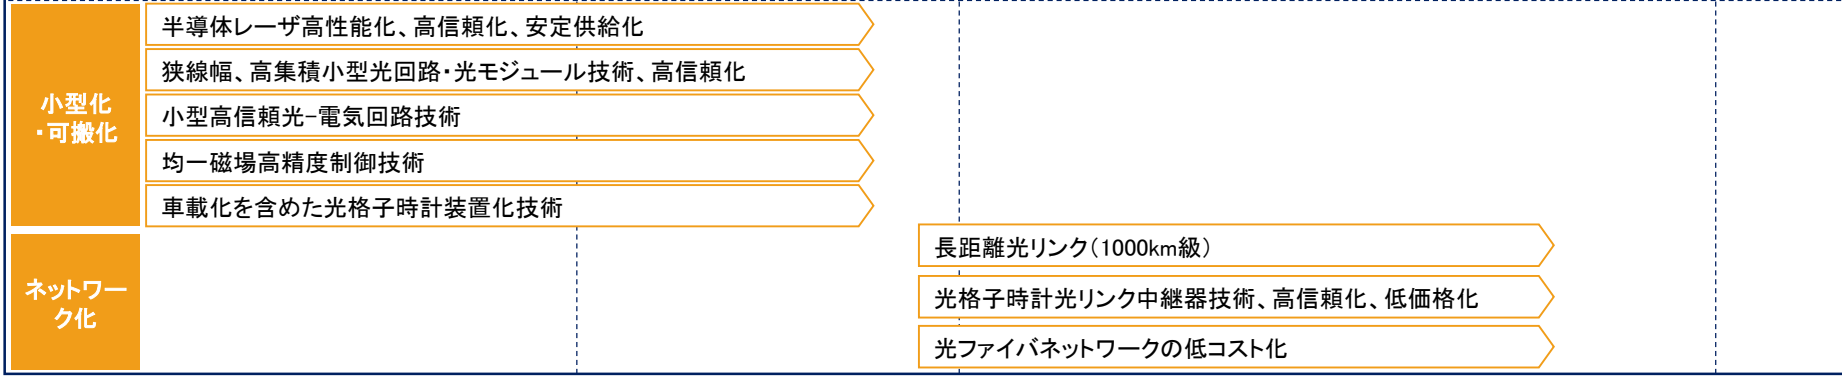 小型化
・可搬化
半導体レーザ高性能化、高信頼化、安定供給化
狭線幅、高集積小型光回路・光モジュール技術、高信頼化
小型高信頼光-電気回路技術
均一磁場高精度制御技術
車載化を含めた光格子時計装置化技術
ネットワー
ク化
長距離光リンク（1000km級）
光格子時計光リンク中継器技術、高信頼化、低価格化
光ファイバネットワークの低コスト化